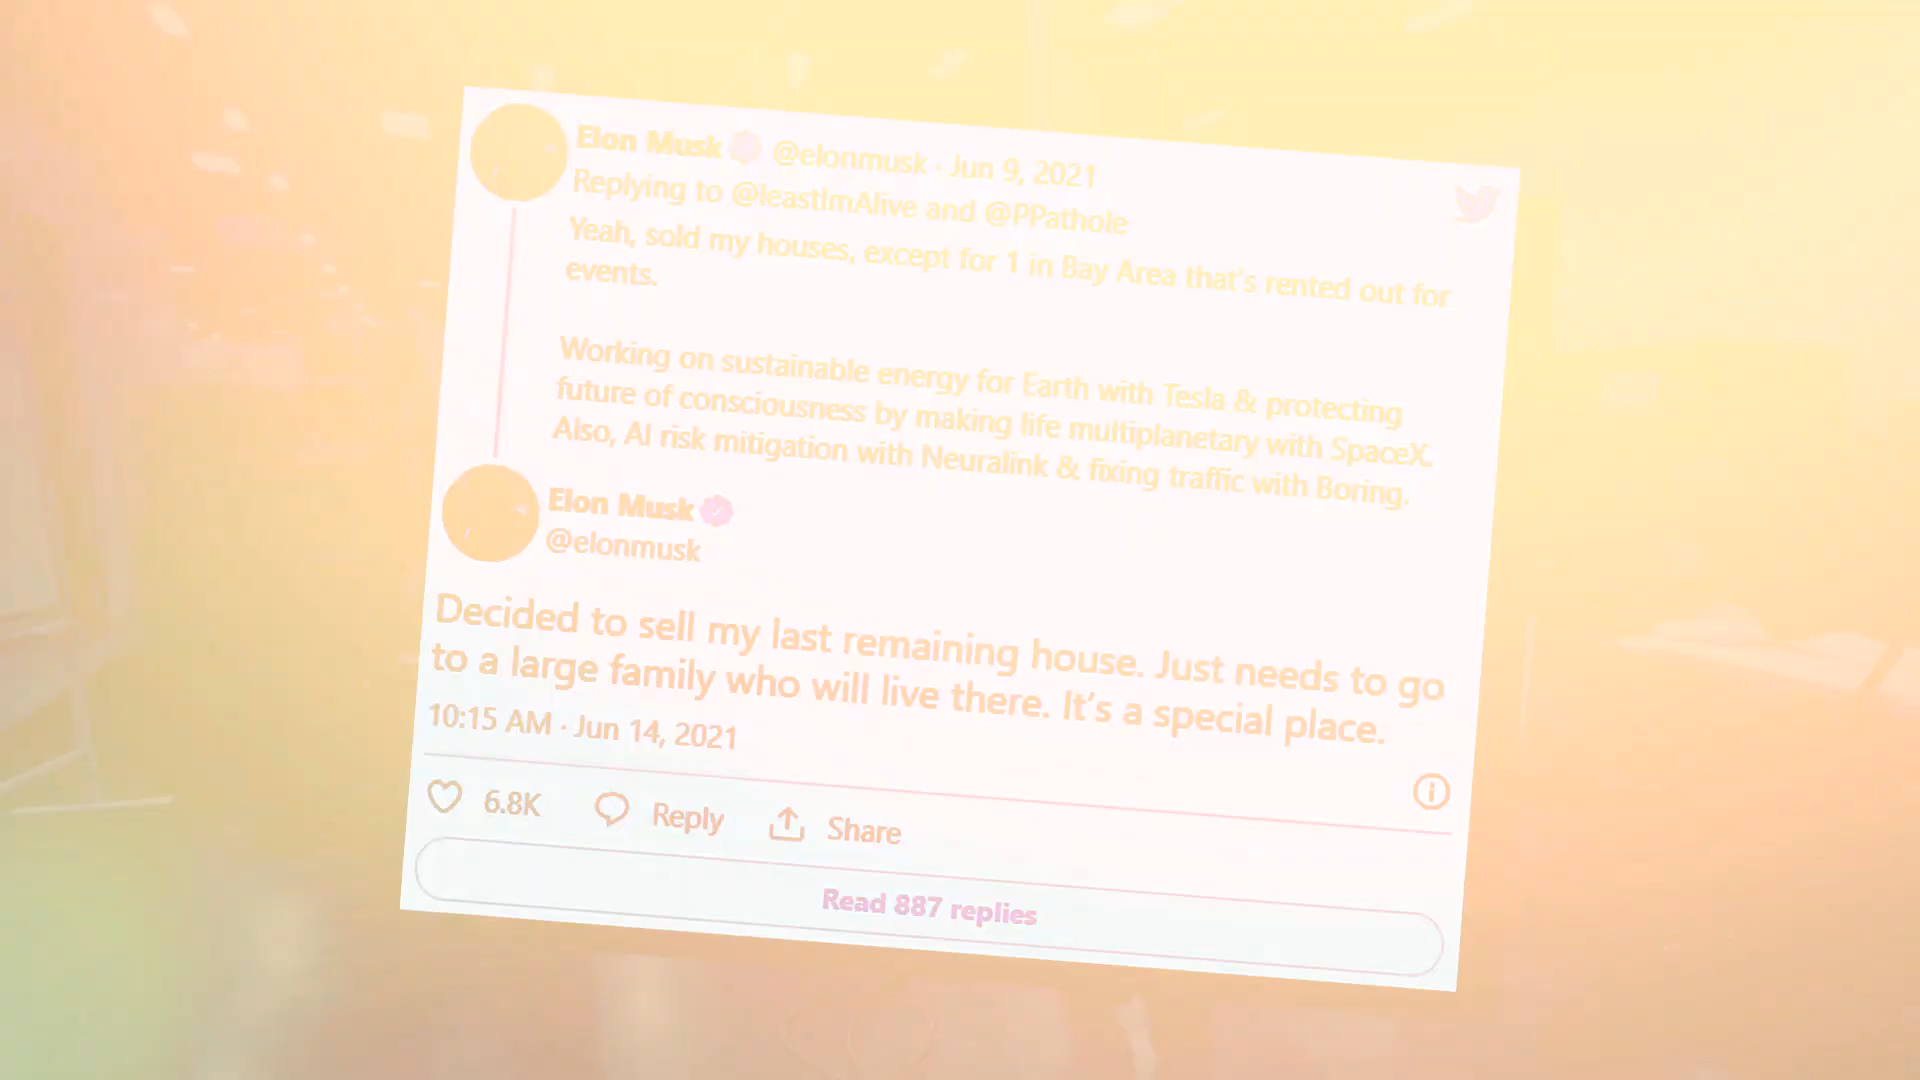 Elon Musk @elonmusk · Jun 9, 2021
Replying to @leastImAlive and @PPathole
Yeah, sold my houses, except for 1 in Bay Area that's rented out for
events.
Working on sustainable energy for Earth with Tesla & protecting
future of consciousness by making life multiplanetary with SpaceX.
Also, AI risk mitigation with Neuralink & fixing traffic with Boring.
Elon Musk
@elonmusk
Decided to sell my last remaining house. Just needs to go
to a large family who will live there. It’s a special place.
10:15 AM · Jun 14, 2021
6.8K Reply Share
Read 887 replies